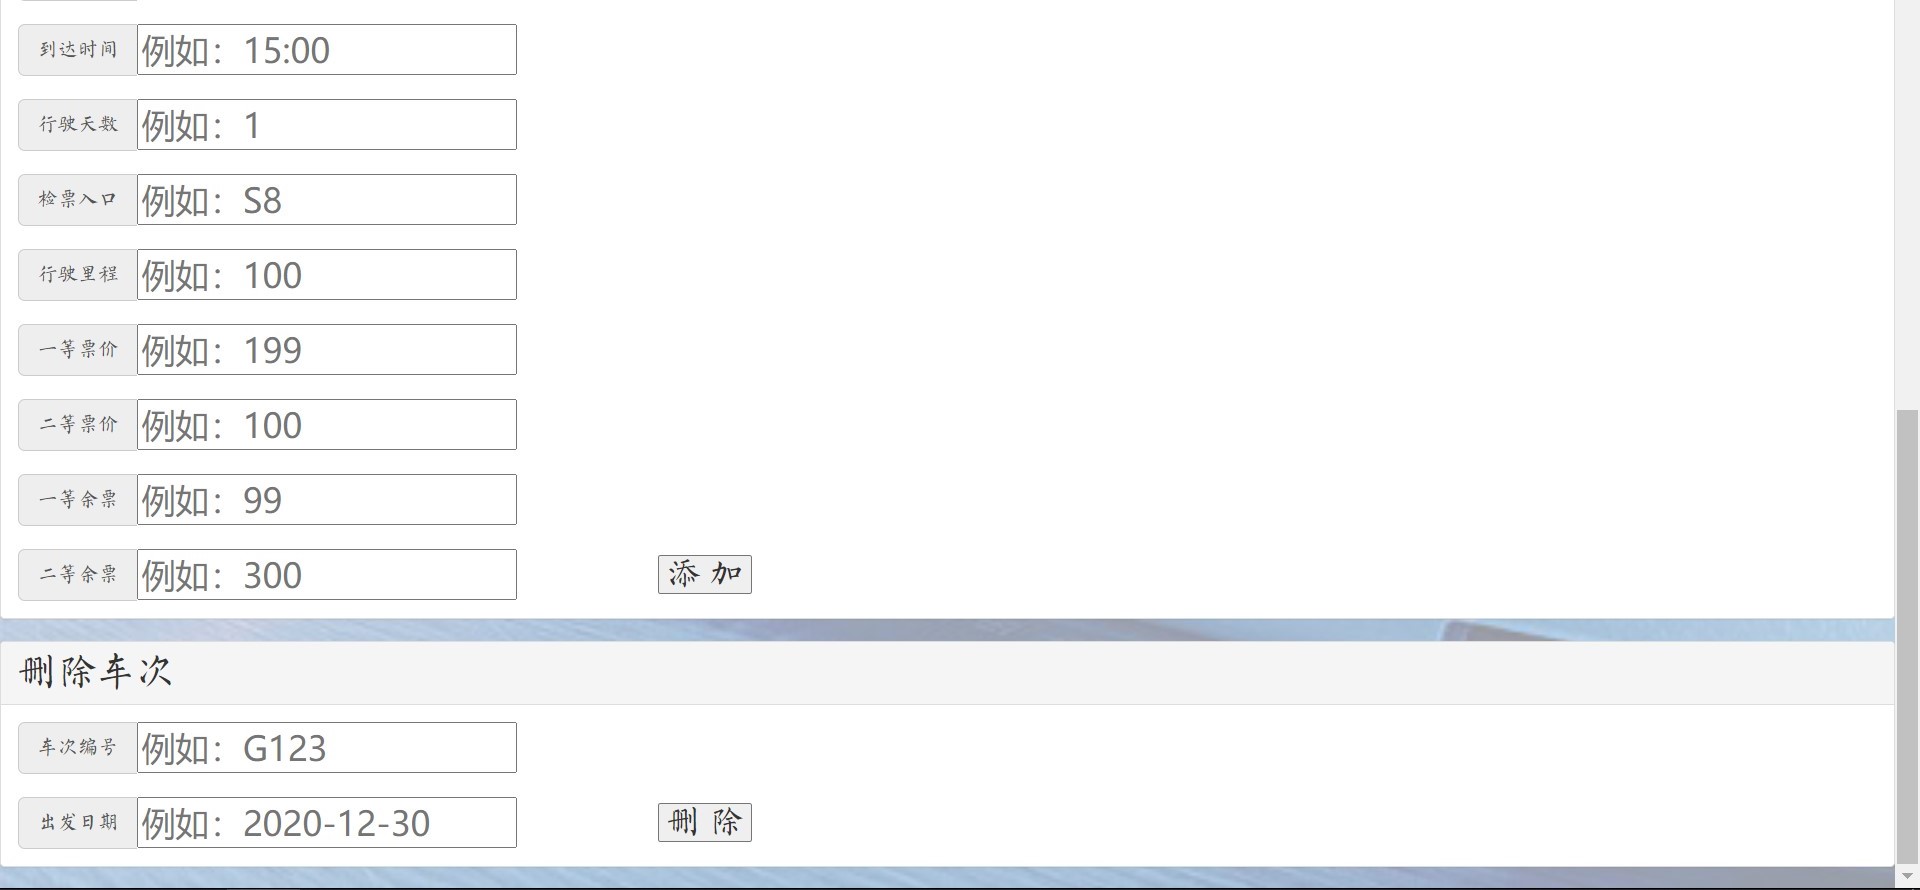 到达时间 例如：15:00
行驶天数 例如：1
检票入口 例如：S8
行驶里程 例如：100
一等票价 例如：199
二等票价 例如：100
一等余票 例如：99
二等余票 例如：300 添 加
删除车次
车次编号 例如：G123
出发日期 例如：2020-12-30 删 除